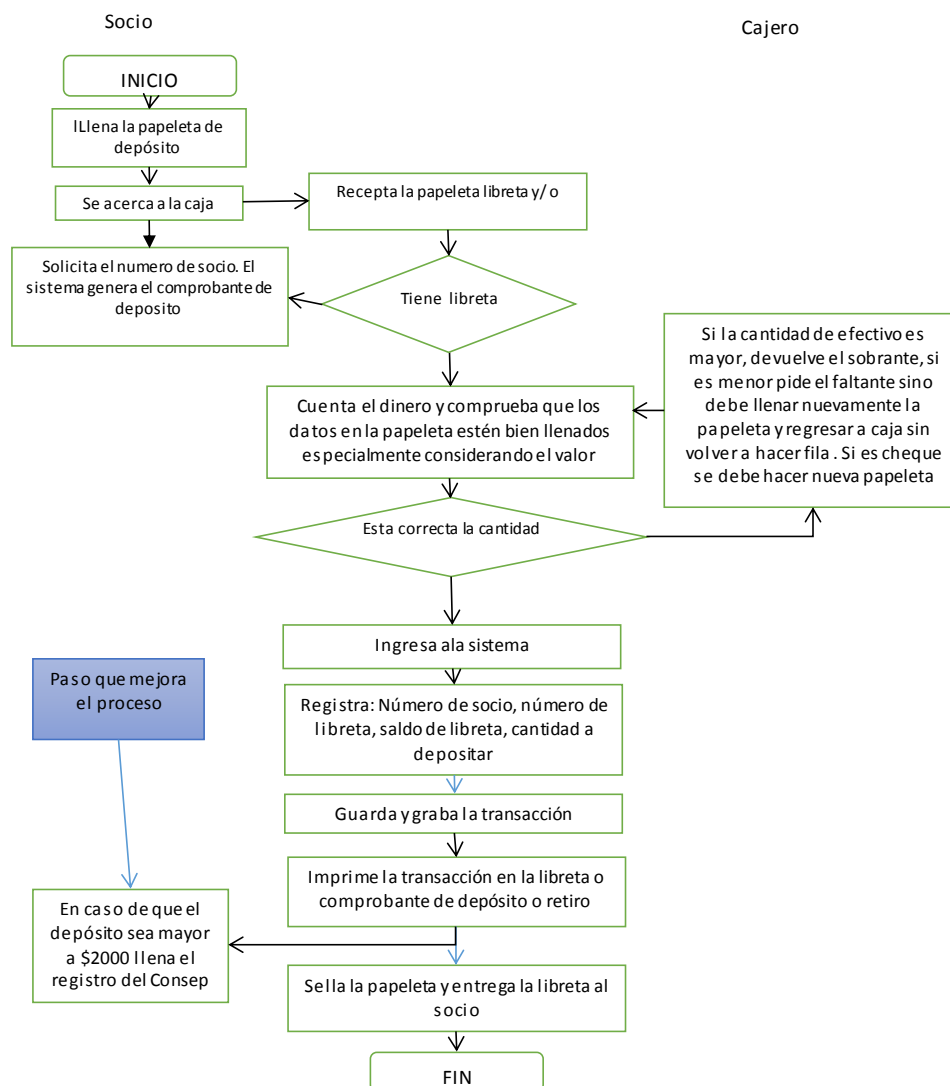 Socio
Cajero
INICIO
lLlena la papeleta de
depósito
Se acerca a la caja
Recepta la papeleta libreta y/ o
Solicita el numero de socio. El
sistema genera el comprobante de
deposito
Tiene libreta
Si la cantidad de efectivo es
mayor, devuelve el sobrante, si
es menor pide el faltante sino
debe llenar nuevamente la
papeleta y regresar a caja sin
volver a hacer fila . Si es cheque
se debe hacer nueva papeleta
Cuenta el dinero y comprueba que los
datos en la papeleta estén bien llenados
especialmente considerando el valor
Esta correcta la cantidad
Ingresa ala sistema
Paso que mejora
el proceso
Registra: Número de socio, número de
libreta, saldo de libreta, cantidad a
depositar
Guarda y graba la transacción
Imprime la transacción en la libreta o
comprobante de depósito o retiro
En caso de que el
depósito sea mayor
a $2000 llena el
registro del Consep
Sella la papeleta y entrega la libreta al
socio
FIN